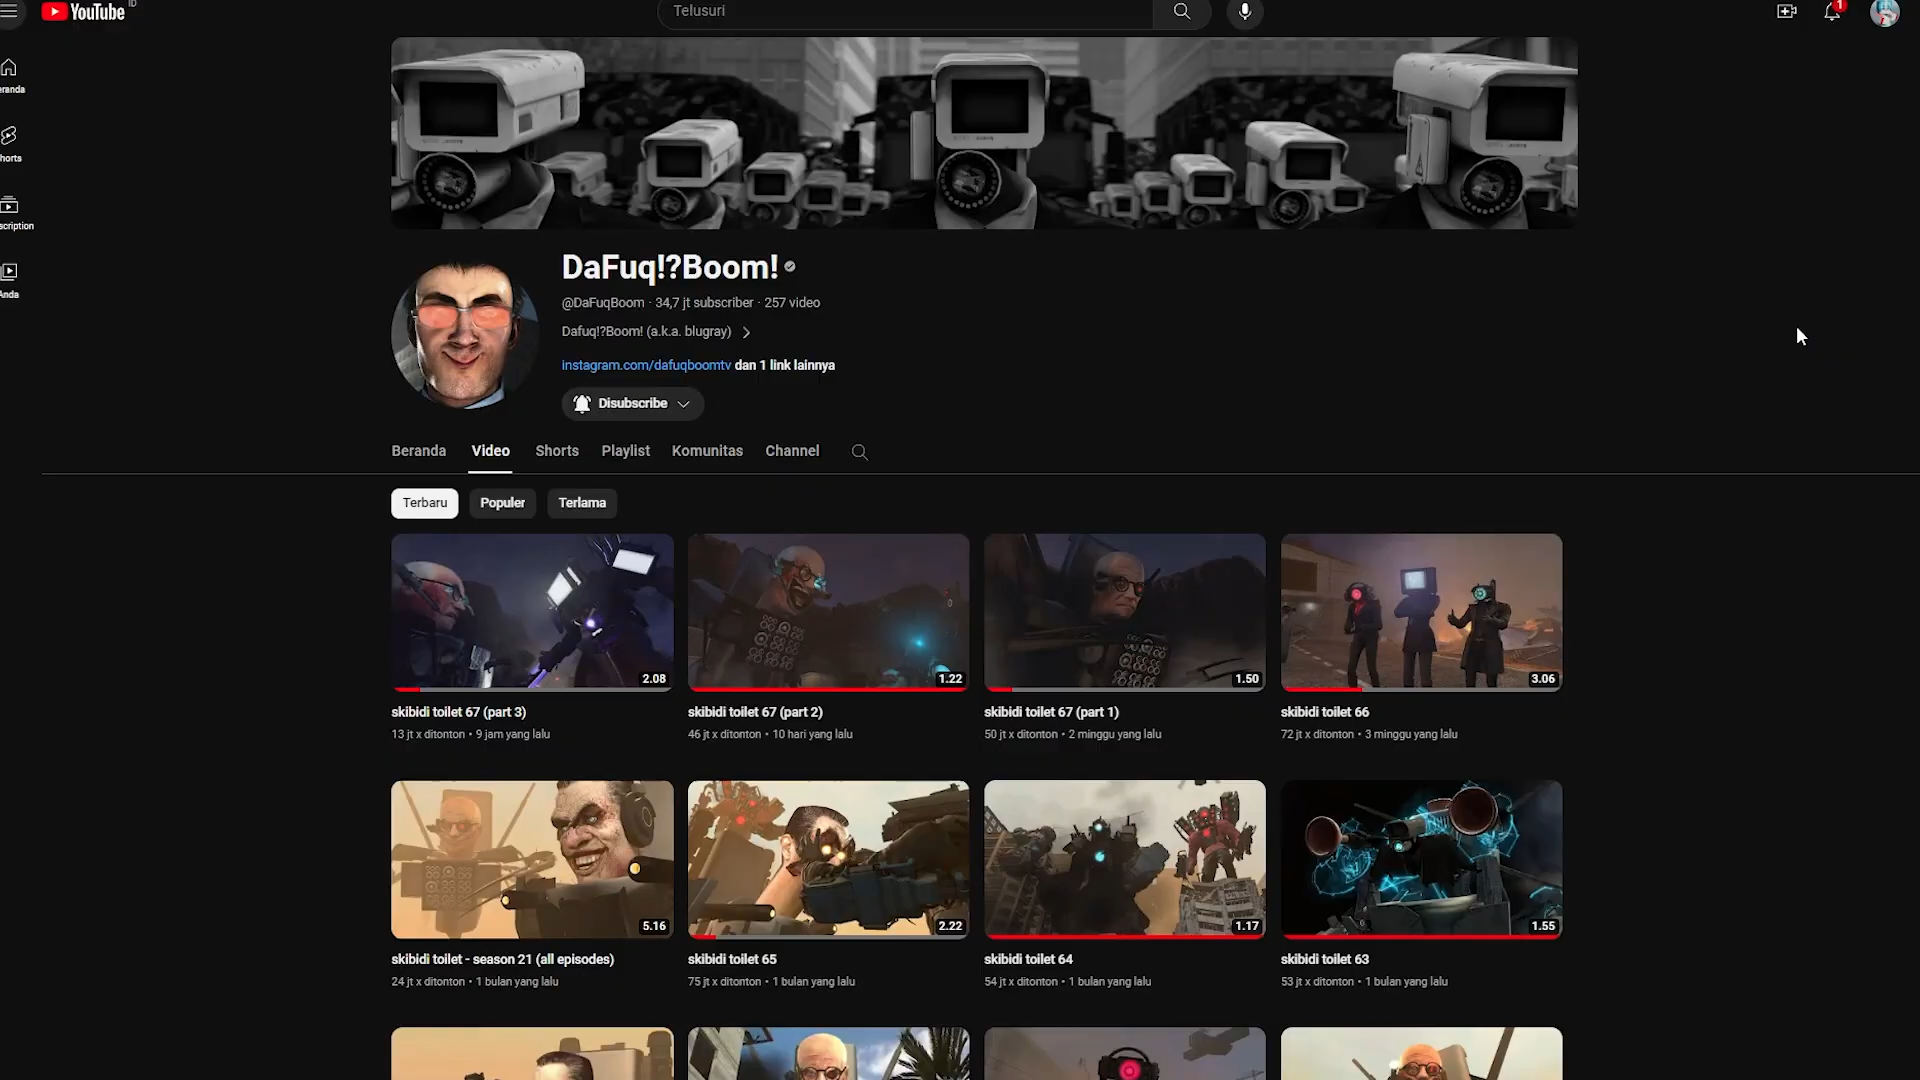 YouTube ID
Telusuri
1
eranda
horts
scription
Anda
DaFuq!?Boom!
@DaFuqBoom · 34,7 jt subscriber · 257 video
Dafuq!?Boom! (a.k.a. blugray)
instagram.com/dafuqboomtv dan 1 link lainnya
Disubscribe
Beranda Video Shorts Playlist Komunitas Channel
Terbaru Populer Terlama
2.08 1.22 1.50 3.06
skibidi toilet 67 (part 3) skibidi toilet 67 (part 2) skibidi toilet 67 (part 1) skibidi toilet 66
13 jt x ditonton • 9 jam yang lalu 46 jt x ditonton • 10 hari yang lalu 50 jt x ditonton • 2 minggu yang lalu 72 jt x ditonton • 3 minggu yang lalu
5.16 2.22 1.17 1.55
skibidi toilet - season 21 (all episodes) skibidi toilet 65 skibidi toilet 64 skibidi toilet 63
24 jt x ditonton • 1 bulan yang lalu 75 jt x ditonton • 1 bulan yang lalu 54 jt x ditonton • 1 bulan yang lalu 53 jt x ditonton • 1 bulan yang lalu